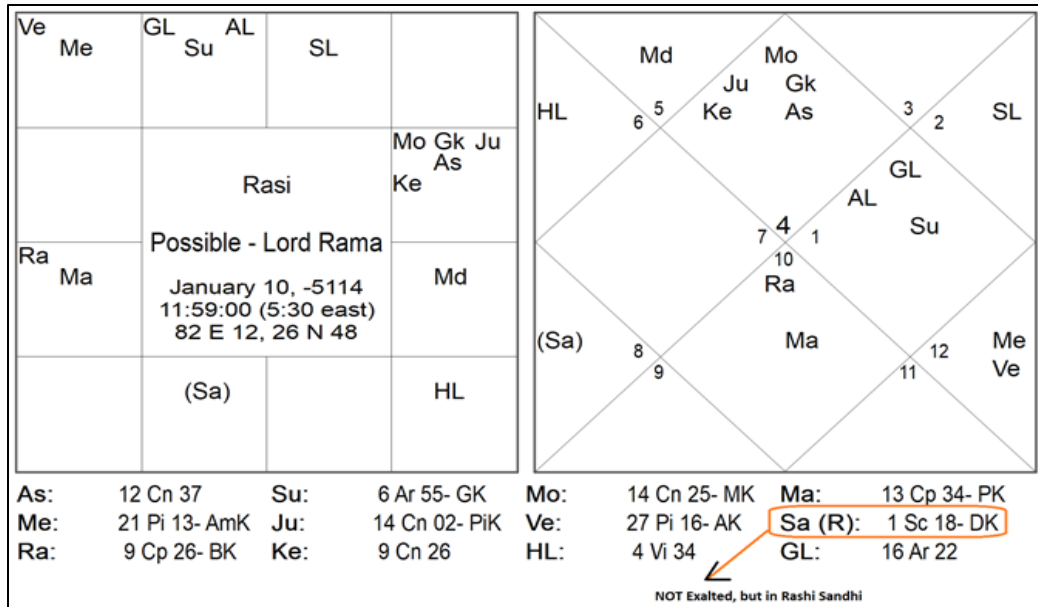 Ve
Me
GL AL
Su
SL
Mo Gk Ju
As
Ke
Rasi
Possible - Lord Rama
January 10, -5114
11:59:00 (5:30 east)
82 E 12, 26 N 48
Ra
Ma
Md
(Sa)
HL
Md
Mo
Ju Gk
Ke As
HL
5
6
3
2
SL
GL
AL
Su
4
7 1
10
Ra
Ma
(Sa)
8
9
12
11
Me
Ve
As: 12 Cn 37 Su: 6 Ar 55- GK Mo: 14 Cn 25- MK Ma: 13 Cp 34- PK
Me: 21 Pi 13- AmK Ju: 14 Cn 02- PiK Ve: 27 Pi 16- AK Sa (R): 1 Sc 18- DK
Ra: 9 Cp 26- BK Ke: 9 Cn 26 HL: 4 Vi 34 GL: 16 Ar 22
NOT Exalted, but in Rashi Sandhi